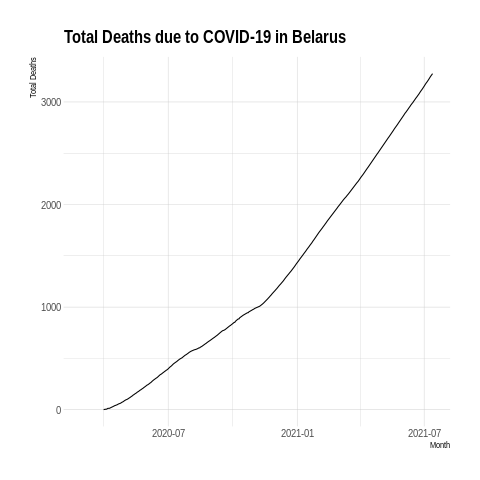 Total Deaths due to COVID-19 in Belarus
Total Deaths
3000
2000
1000
0
2020-07
2021-01
2021-07
Month